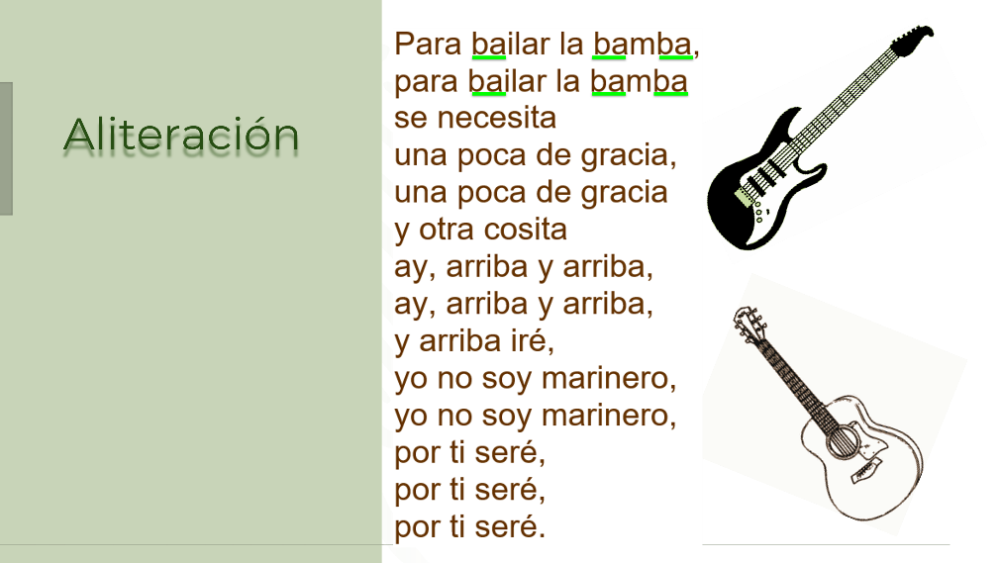 Aliteración
Para bailar la bamba,
para bailar la bamba
se necesita
una poca de gracia,
una poca de gracia
y otra cosita
ay, arriba y arriba,
ay, arriba y arriba,
y arriba iré,
yo no soy marinero,
yo no soy marinero,
por ti seré,
por ti seré,
por ti seré.